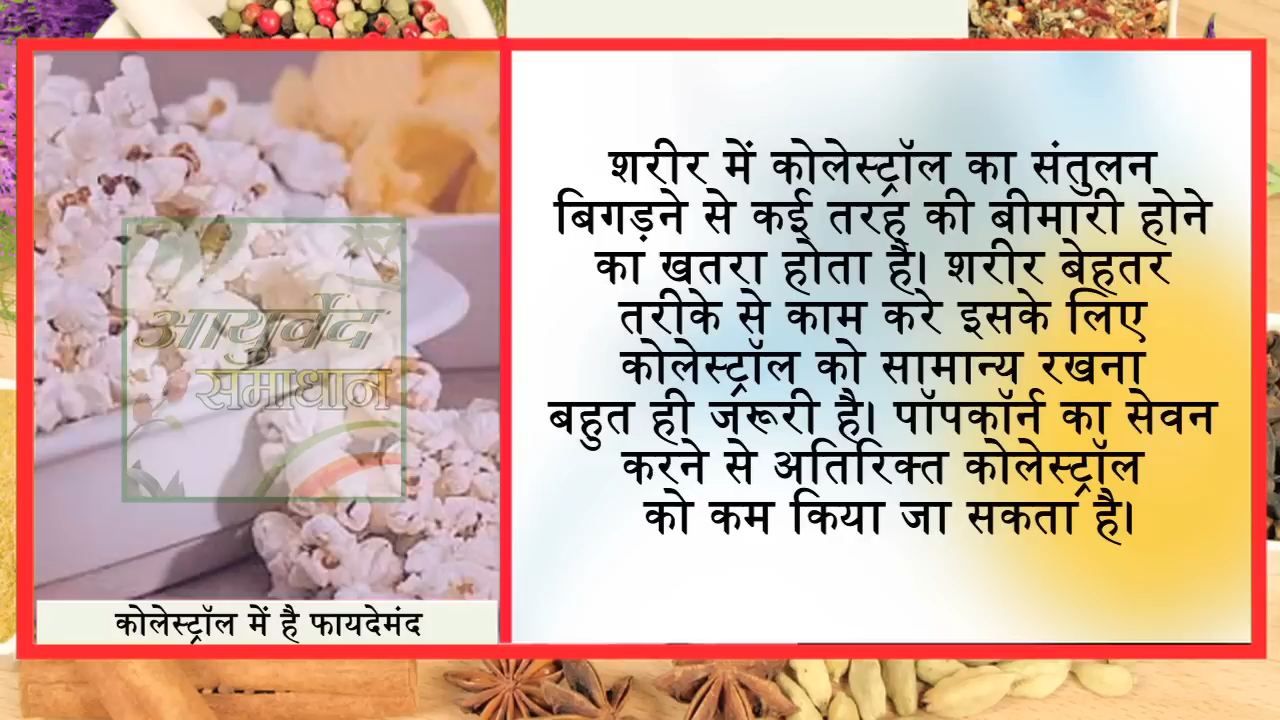 आयुर्वेद
समाधान
कोलेस्ट्रॉल में है फायदेमंद
शरीर में कोलेस्ट्रॉल का संतुलन
बिगड़ने से कई तरह की बीमारी होने
का खतरा होता है। शरीर बेहतर
तरीके से काम करे इसके लिए
कोलेस्ट्रॉल को सामान्य रखना
बहुत ही जरूरी है। पॉपकॉर्न का सेवन
करने से अतिरिक्त कोलेस्ट्रॉल
को कम किया जा सकता है।